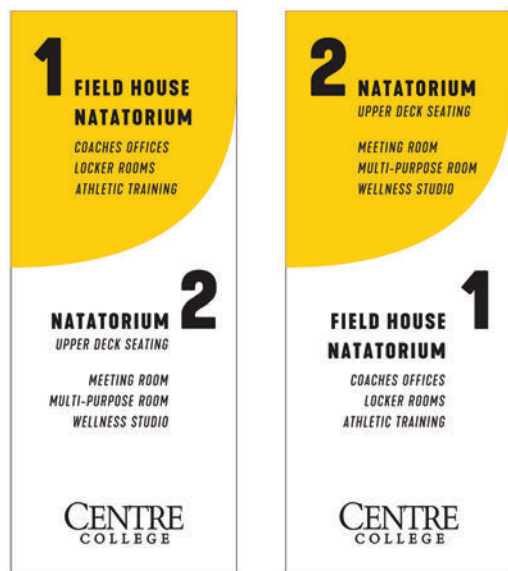 1 FIELD HOUSE
NATATORIUM
COACHES OFFICES
LOCKER ROOMS
ATHLETIC TRAINING
NATATORIUM 2
UPPER DECK SEATING
MEETING ROOM
MULTI-PURPOSE ROOM
WELLNESS STUDIO
CENTRE
COLLEGE
2 NATATORIUM
UPPER DECK SEATING
MEETING ROOM
MULTI-PURPOSE ROOM
WELLNESS STUDIO
FIELD HOUSE 1
NATATORIUM
COACHES OFFICES
LOCKER ROOMS
ATHLETIC TRAINING
CENTRE
COLLEGE